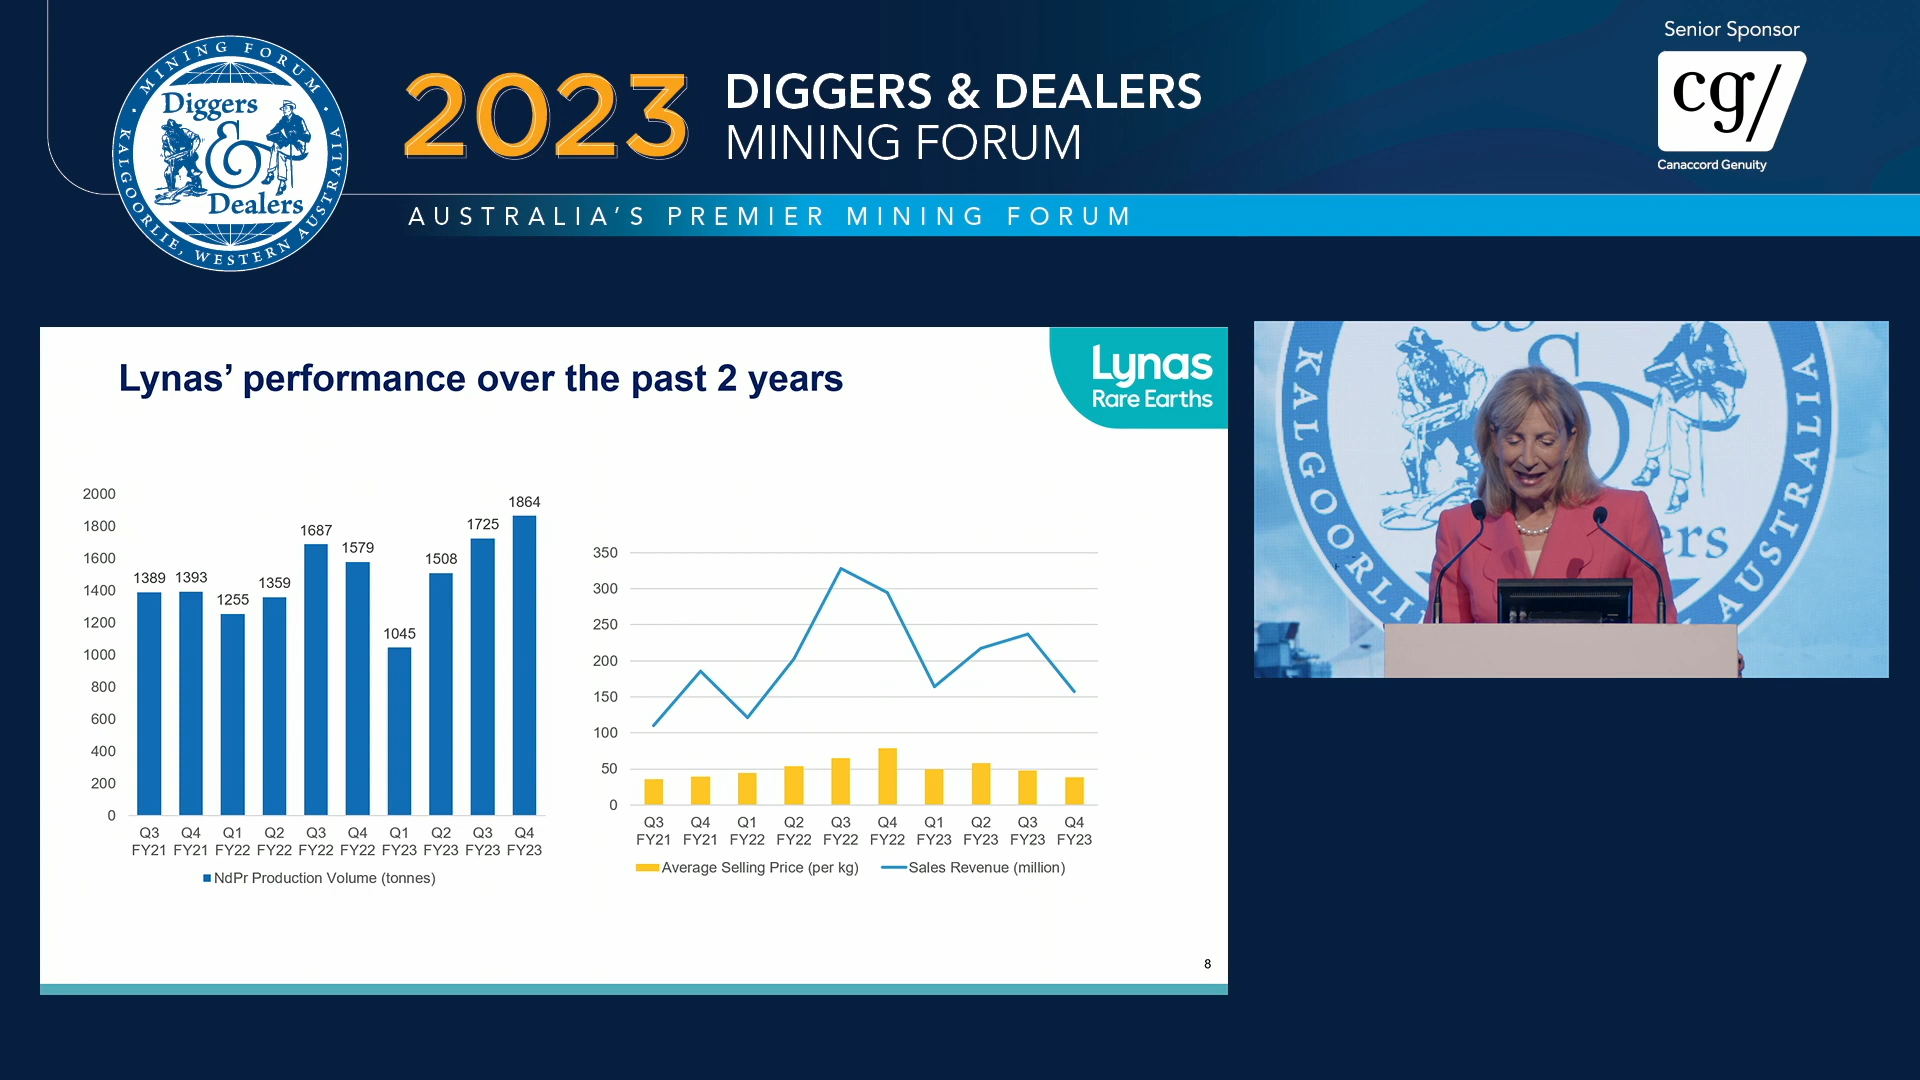 MINING FORUM
Diggers
&
Dealers
KALGOORLIE, WESTERN AUSTRALIA
2023
DIGGERS & DEALERS
MINING FORUM
AUSTRALIA'S PREMIER MINING FORUM
Senior Sponsor
cg/
Canaccord Genuity
Lynas' performance over the past 2 years
Lynas
Rare Earths
2000
1800
1600
1400
1200
1000
800
600
400
200
0
1389
1393
1255
1359
1687
1579
1045
1508
1725
1864
Q3 Q4 Q1 Q2 Q3 Q4 Q1 Q2 Q3 Q4
FY21 FY21 FY22 FY22 FY22 FY22 FY23 FY23 FY23 FY23
NdPr Production Volume (tonnes)
350
300
250
200
150
100
50
0
Q3 Q4 Q1 Q2 Q3 Q4 Q1 Q2 Q3 Q4
FY21 FY21 FY22 FY22 FY22 FY22 FY23 FY23 FY23 FY23
Average Selling Price (per kg) Sales Revenue (million)
8
KALGOORLI
ers
AUSTRALIA